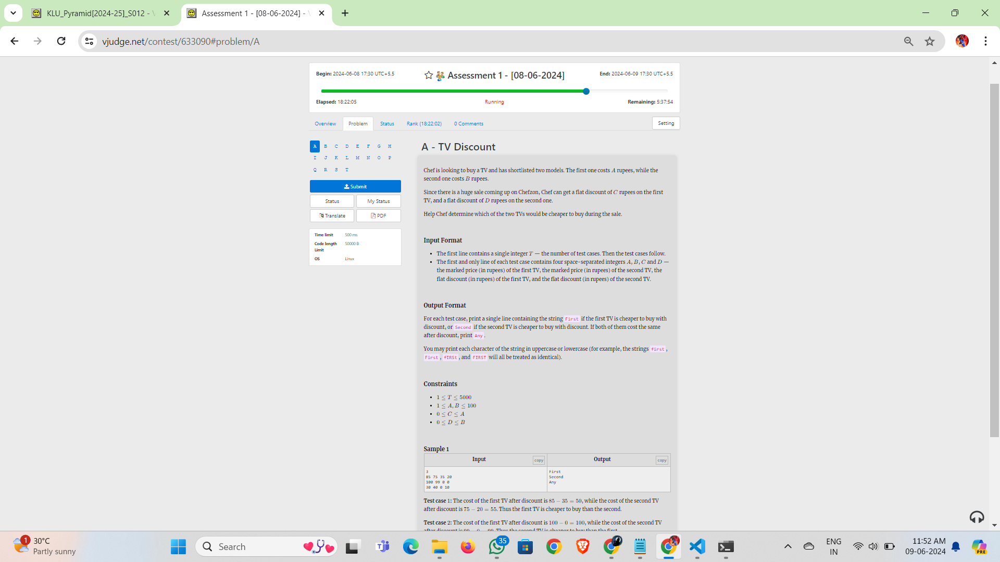 KLU_Pyramid[2024-25]_S012 -
Assessment 1 - [08-06-2024] -
vjudge.net/contest/633090#problem/A
Begin: 2024-06-08 17:30 UTC+5.5
Assessment 1 - [08-06-2024]
End: 2024-06-09 17:30 UTC+5.5
Elapsed: 18:22:05
Running
Remaining: 5:37:54
Overview Problem Status Rank (18:22:02) 0 Comments
Setting
A B C D E F G H
I J K L M N O P
Q R S T
Submit
Status My Status
Translate PDF
Time limit 500 ms
Code length 50000 B
Limit
OS Linux
A - TV Discount
Chef is looking to buy a TV and has shortlisted two models. The first one costs A rupees, while the
second one costs B rupees.
Since there is a huge sale coming up on Chefzon, Chef can get a flat discount of C rupees on the first
TV, and a flat discount of D rupees on the second one.
Help Chef determine which of the two TVs would be cheaper to buy during the sale.
Input Format
• The first line contains a single integer T — the number of test cases. Then the test cases follow.
• The first and only line of each test case contains four space-separated integers A, B, C and D —
the marked price (in rupees) of the first TV, the marked price (in rupees) of the second TV, the
flat discount (in rupees) of the first TV, and the flat discount (in rupees) of the second TV.
Output Format
For each test case, print a single line containing the string First if the first TV is cheaper to buy with
discount, or Second if the second TV is cheaper to buy with discount. If both of them cost the same
after discount, print Any.
You may print each character of the string in uppercase or lowercase (for example, the strings first,
First, fIRSt, and FIRST will all be treated as identical).
Constraints
• 1 ≤ T ≤ 5000
• 1 ≤ A, B ≤ 100
• 0 ≤ C ≤ A
• 0 ≤ D ≤ B
Sample 1
Input copy Output copy
3
85 75 35 20
100 99 0 0
30 40 0 10
First
Second
Any
Test case 1: The cost of the first TV after discount is 85 − 35 = 50, while the cost of the second TV
after discount is 75 − 20 = 55. Thus the first TV is cheaper to buy than the second.
Test case 2: The cost of the first TV after discount is 100 − 0 = 100, while the cost of the second TV
after discount is 99 − 0 = 99. Thus the second TV is cheaper to buy than the first.
1
30°C
Partly sunny
Search
35
ENG
IN
11:52 AM
09-06-2024
PRE